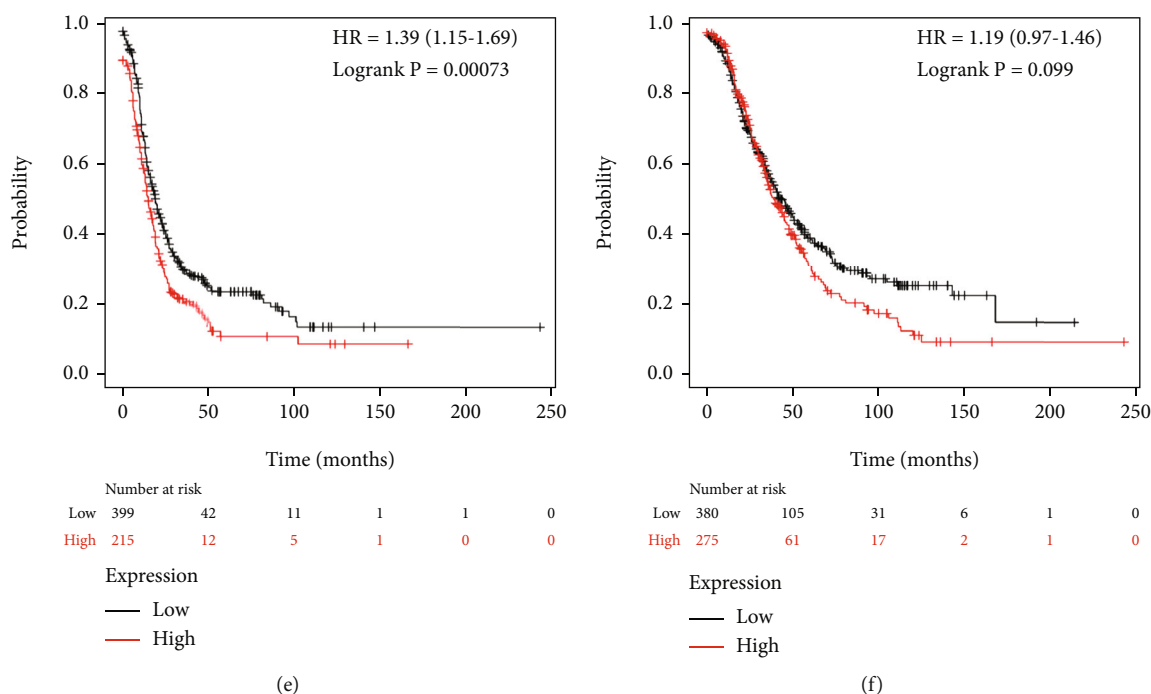 HR = 1.39 (1.15-1.69)
Logrank P = 0.00073
Probability
1.0
0.8
0.6
0.4
0.2
0.0
0 50 100 150 200 250
Time (months)
Number at risk
Low 399 42 11 1 1 0
High 215 12 5 1 0 0
Expression
Low
High
(e)
HR = 1.19 (0.97-1.46)
Logrank P = 0.099
Probability
1.0
0.8
0.6
0.4
0.2
0.0
0 50 100 150 200 250
Time (months)
Number at risk
Low 380 105 31 6 1 0
High 275 61 17 2 1 0
Expression
Low
High
(f)